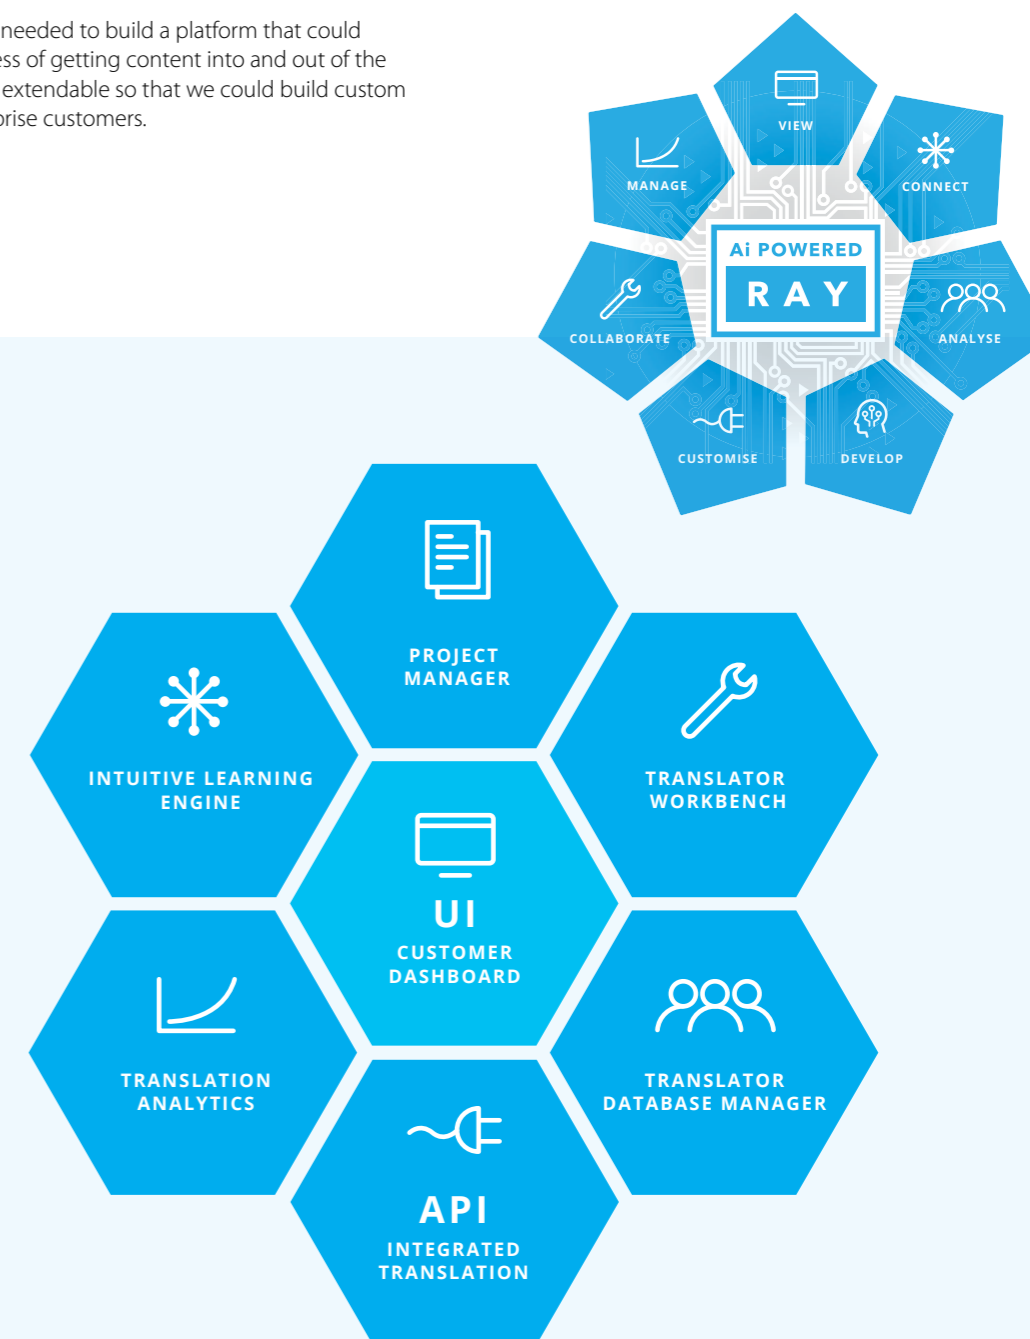 needed to build a platform that could
ess of getting content into and out of the
extendable so that we could build custom
prise customers.
VIEW
MANAGE
CONNECT
Ai POWERED
RAY
COLLABORATE
ANALYSE
CUSTOMISE
DEVELOP
PROJECT
MANAGER
INTUITIVE LEARNING
ENGINE
TRANSLATOR
WORKBENCH
UI
CUSTOMER
DASHBOARD
TRANSLATION
ANALYTICS
TRANSLATOR
DATABASE MANAGER
API
INTEGRATED
TRANSLATION